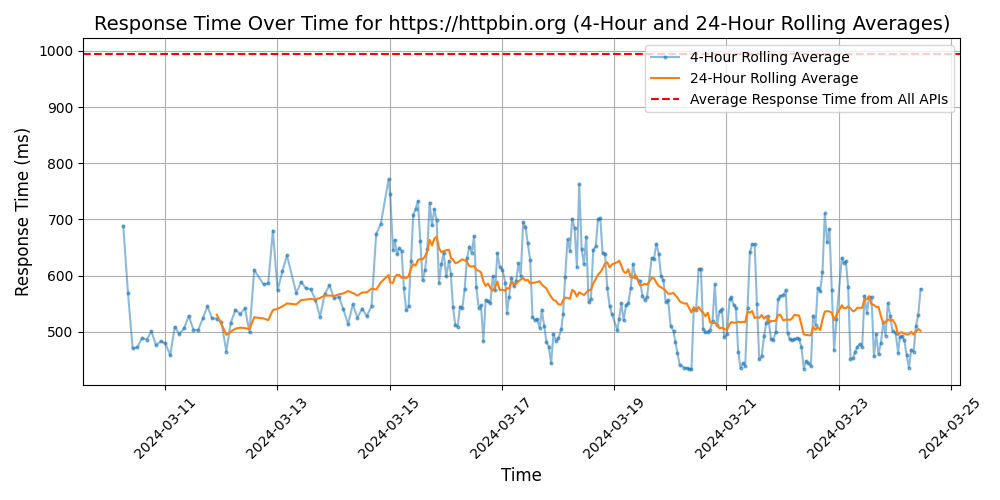 Response Time Over Time for https://httpbin.org (4-Hour and 24-Hour Rolling Averages)
1000
900
800
700
600
500
Response Time (ms)
4-Hour Rolling Average
24-Hour Rolling Average
Average Response Time from All APIs
2024-03-11
2024-03-13
2024-03-15
2024-03-17
2024-03-19
2024-03-21
2024-03-23
2024-03-25
Time